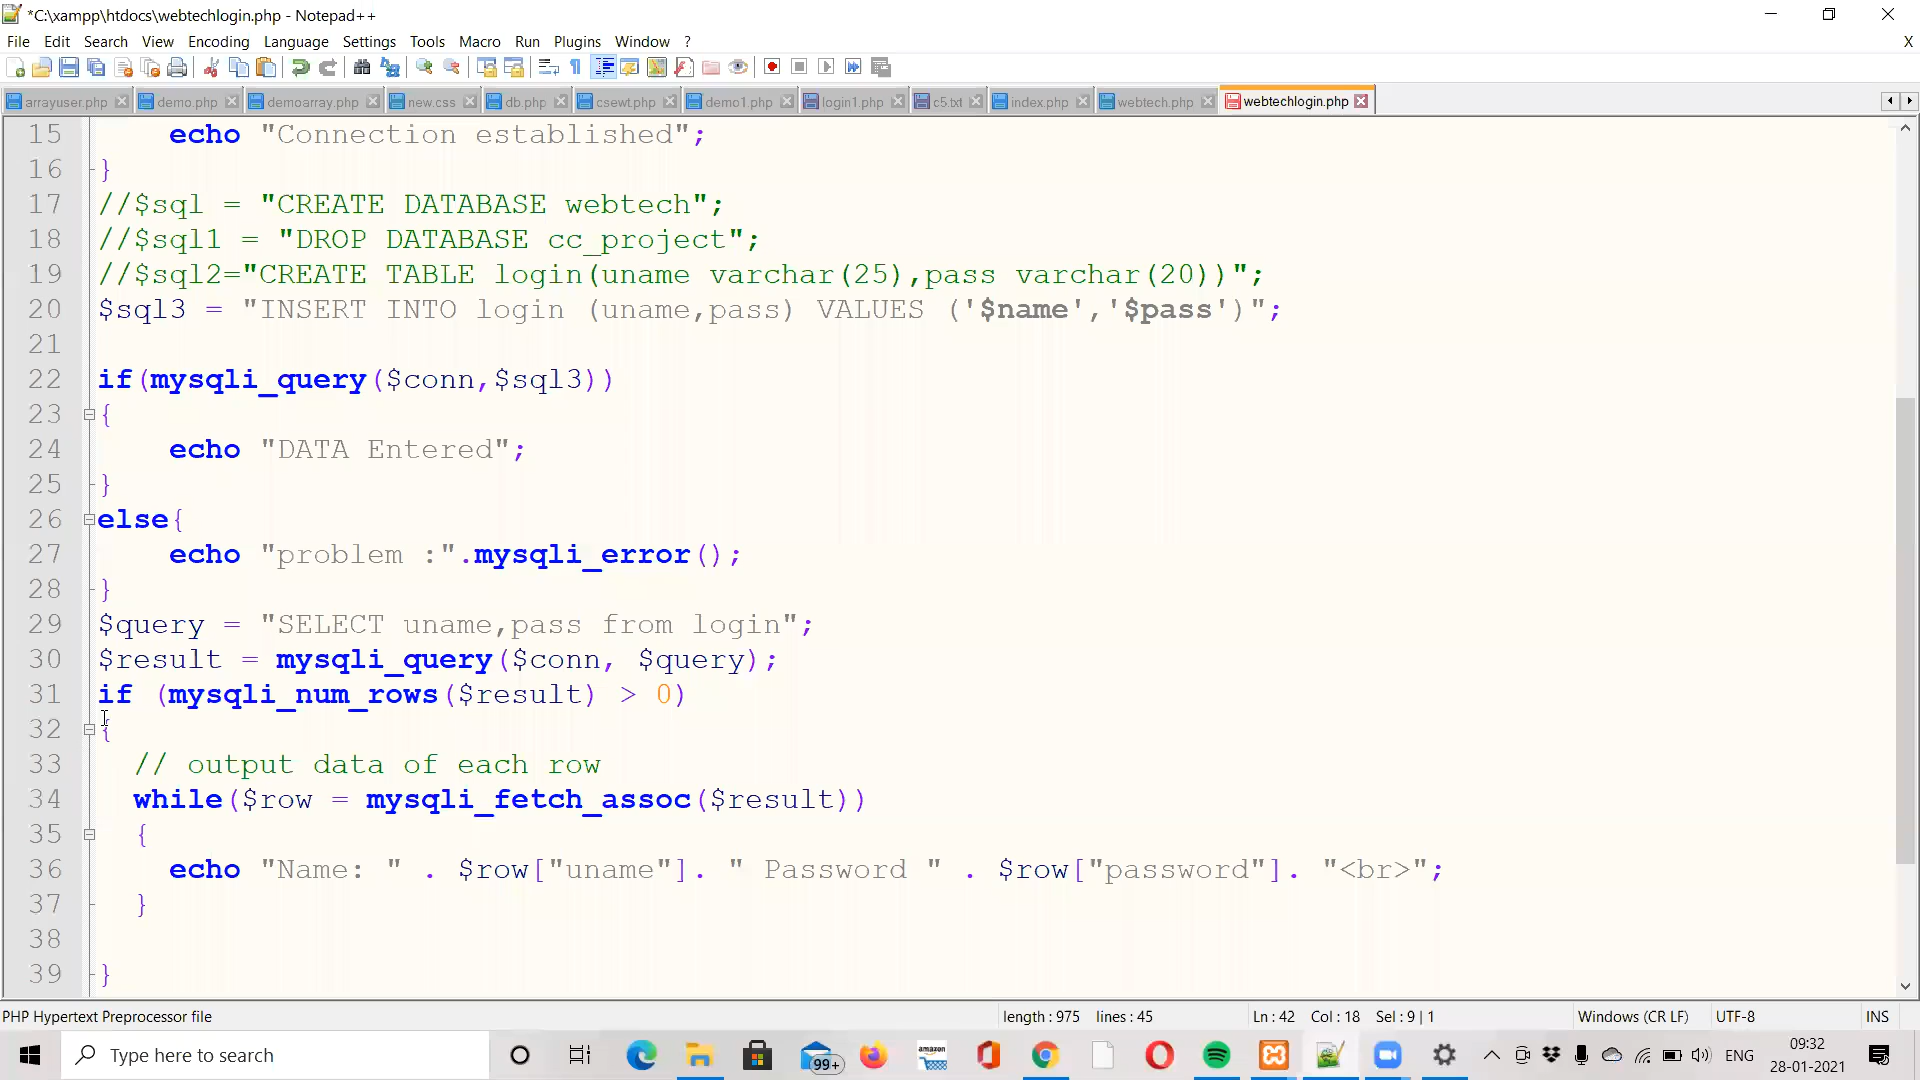 *C:\xampp\htdocs\webtechlogin.php - Notepad++
File Edit Search View Encoding Language Settings Tools Macro Run Plugins Window ? X
arrayuser.php demo.php demoarray.php new.css db.php csewt.php demo1.php login1.php c5.txt index.php webtech.php webtechlogin.php
15 echo "Connection established";
16 }
17 //$sql = "CREATE DATABASE webtech";
18 //$sql1 = "DROP DATABASE cc_project";
19 //$sql2="CREATE TABLE login(uname varchar(25),pass varchar(20))";
20 $sql3 = "INSERT INTO login (uname,pass) VALUES ('$name','$pass')";
21
22 if(mysqli_query($conn,$sql3))
23 {
24 echo "DATA Entered";
25 }
26 else{
27 echo "problem :".mysqli_error();
28 }
29 $query = "SELECT uname,pass from login";
30 $result = mysqli_query($conn, $query);
31 if (mysqli_num_rows($result) > 0)
32 {
33 // output data of each row
34 while($row = mysqli_fetch_assoc($result))
35 {
36 echo "Name: " . $row["uname"]. " Password " . $row["password"]. "<br>";
37 }
38
39 }
PHP Hypertext Preprocessor file length : 975 lines : 45 Ln : 42 Col : 18 Sel : 9 | 1 Windows (CR LF) UTF-8 INS
Type here to search 99+ amazon ENG 09:32
28-01-2021